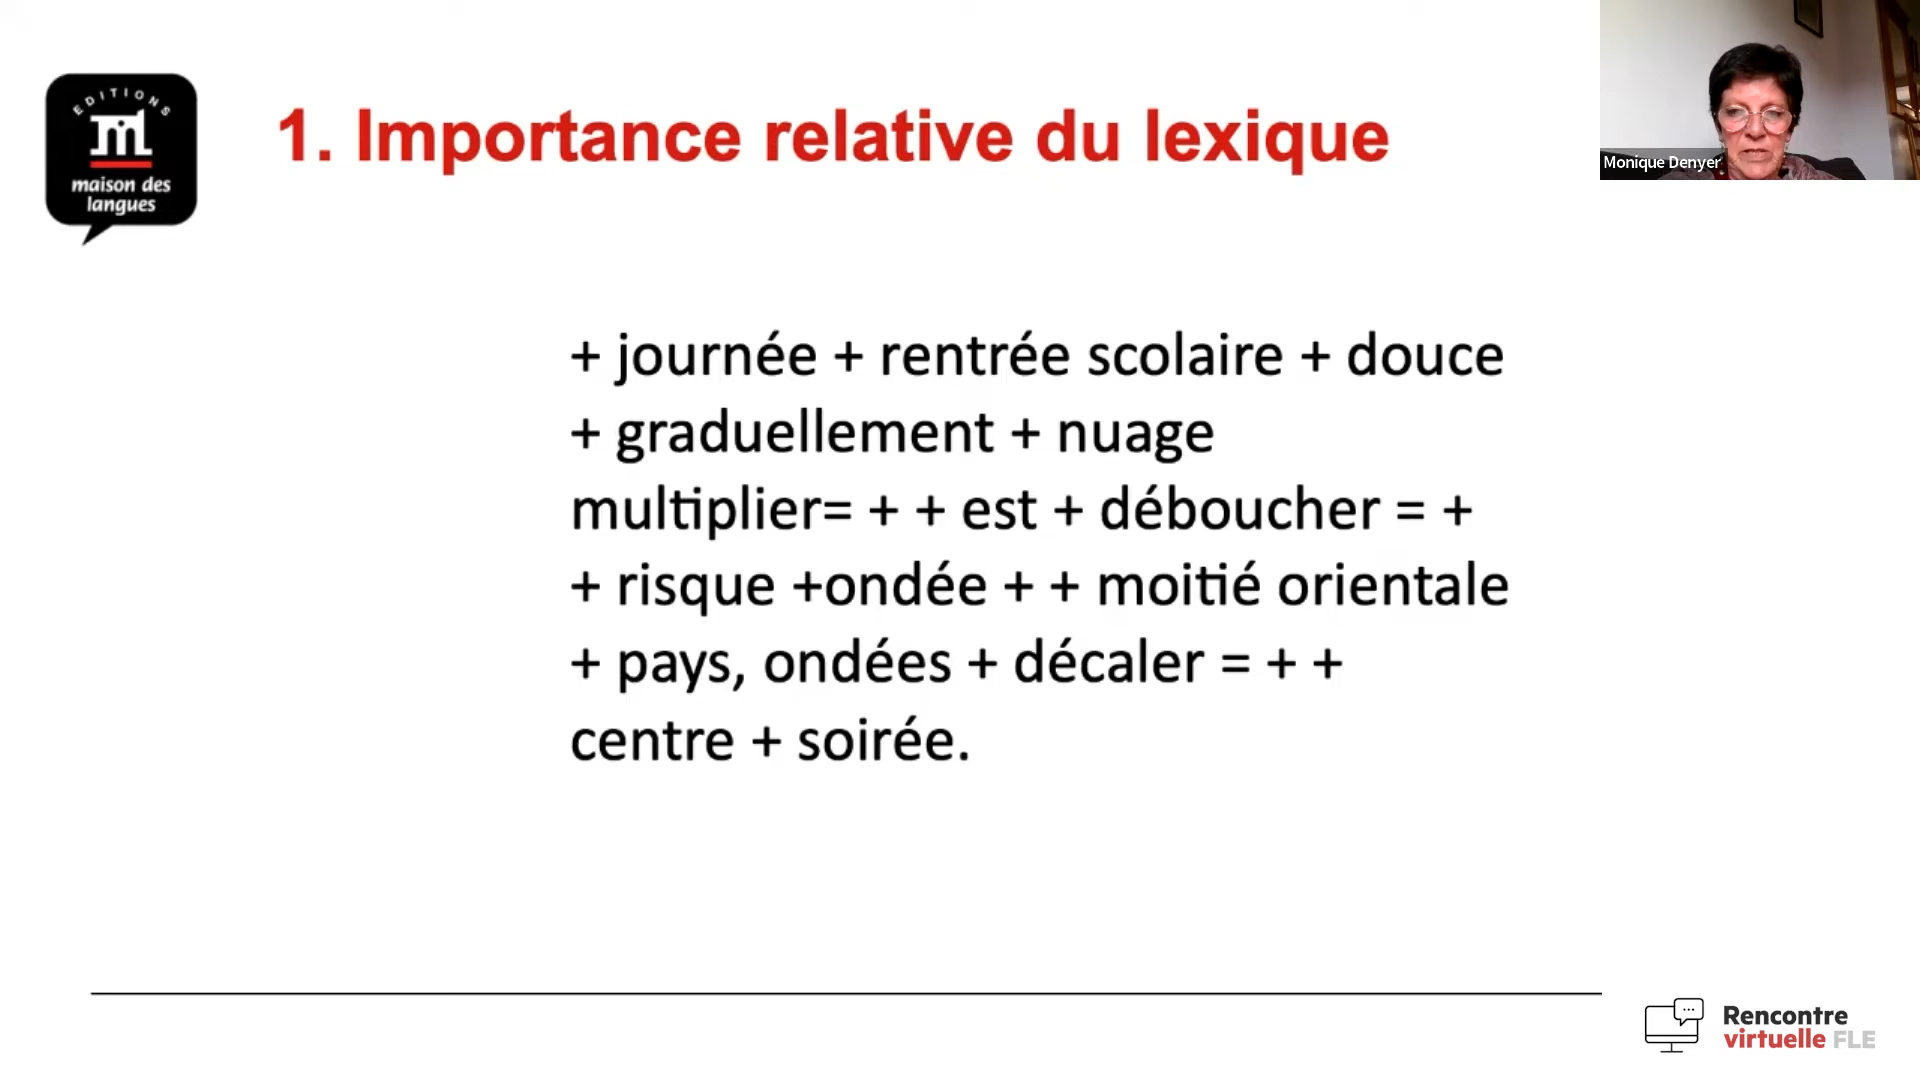 EDITIONS
maison des
langues
1. Importance relative du lexique
Monique Denyer
+ journée + rentrée scolaire + douce
+ graduellement + nuage
multiplier= + + est + déboucher = +
+ risque +ondée + + moitié orientale
+ pays, ondées + décaler = + +
centre + soirée.
Rencontre
virtuelle FLE